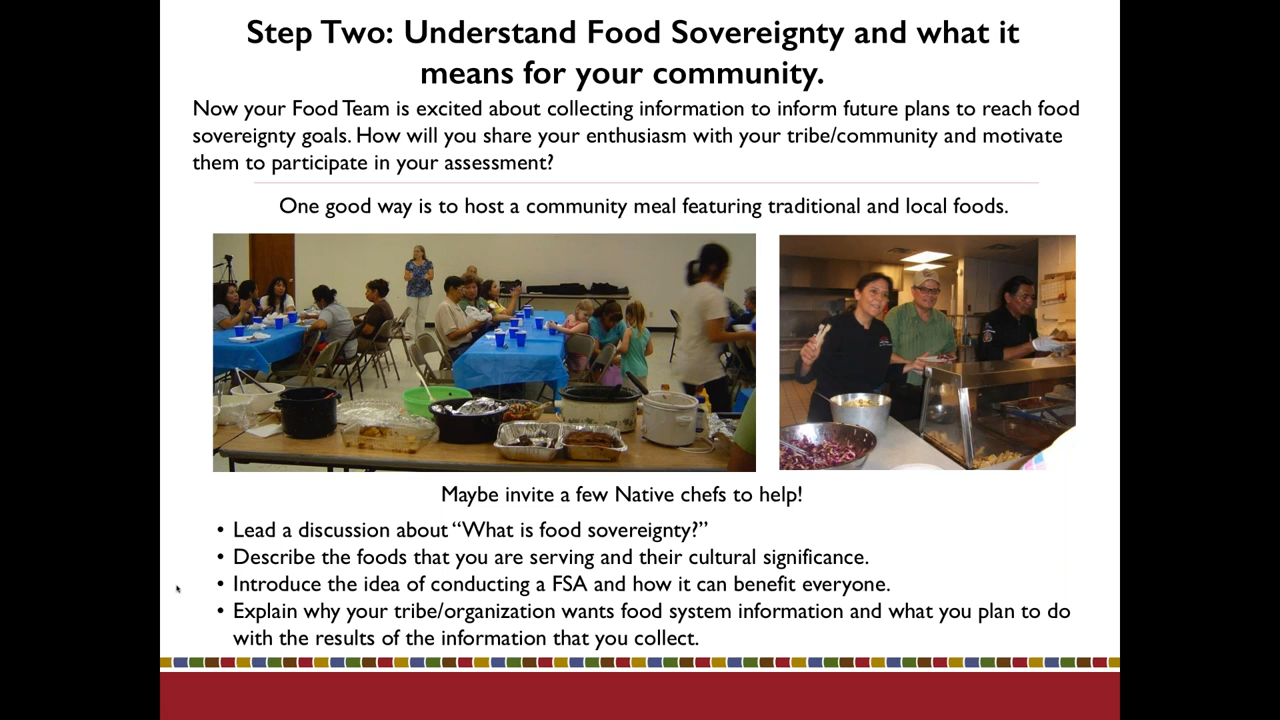 Step Two: Understand Food Sovereignty and what it
means for your community.
Now your Food Team is excited about collecting information to inform future plans to reach food
sovereignty goals. How will you share your enthusiasm with your tribe/community and motivate
them to participate in your assessment?
One good way is to host a community meal featuring traditional and local foods.
Maybe invite a few Native chefs to help!
• Lead a discussion about “What is food sovereignty?”
• Describe the foods that you are serving and their cultural significance.
• Introduce the idea of conducting a FSA and how it can benefit everyone.
• Explain why your tribe/organization wants food system information and what you plan to do
with the results of the information that you collect.